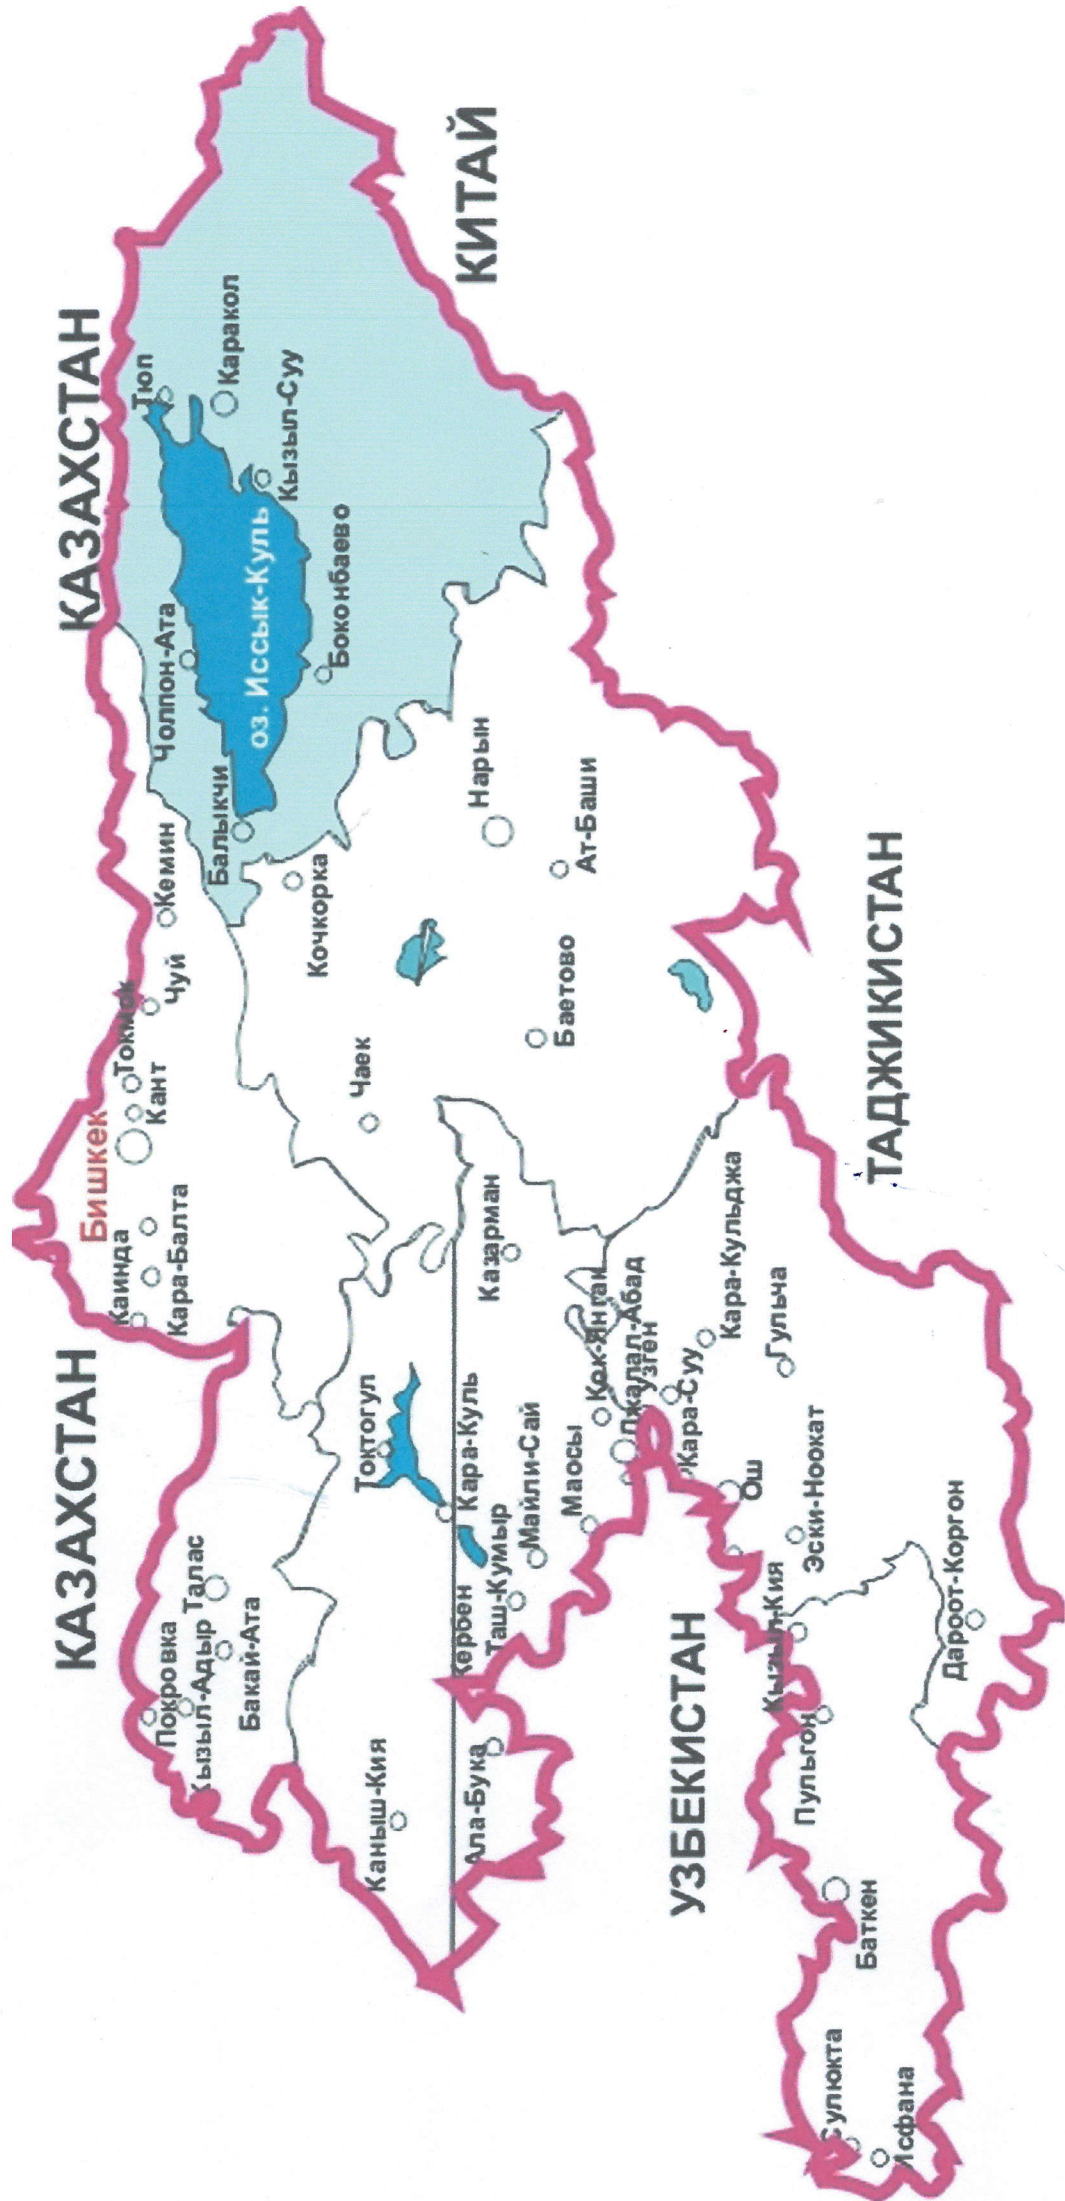 КАЗАХСТАН
КАЗАХСТАН
КИТАЙ
ТАДЖИКИСТАН
УЗБЕКИСТАН
Бишкек
Каинда
Кара-Балта
Кант
Токмок
Чуй
Кемин
Балыкчи
Чолпон-Ата
Тюп
Каракол
Кызыл-Суу
оз. Иссык-Куль
Боконбаево
Кочкорка
Нарын
Ат-Баши
Чаек
Баетово
Покровка
Кызыл-Адыр
Талас
Бакай-Ата
Токтогул
Каныш-Кия
Ала-Бука
Кербен
Таш-Кумыр
Кара-Куль
Майли-Сай
Маосы
Казарман
Кок-Янгак
Джалал-Абад
Узген
Кара-Суу
Кара-Кульджа
Гульча
Ош
Эски-Ноокат
Дароот-Коргон
Кызыл-Кия
Пульгон
Баткен
Сулюкта
Исфана